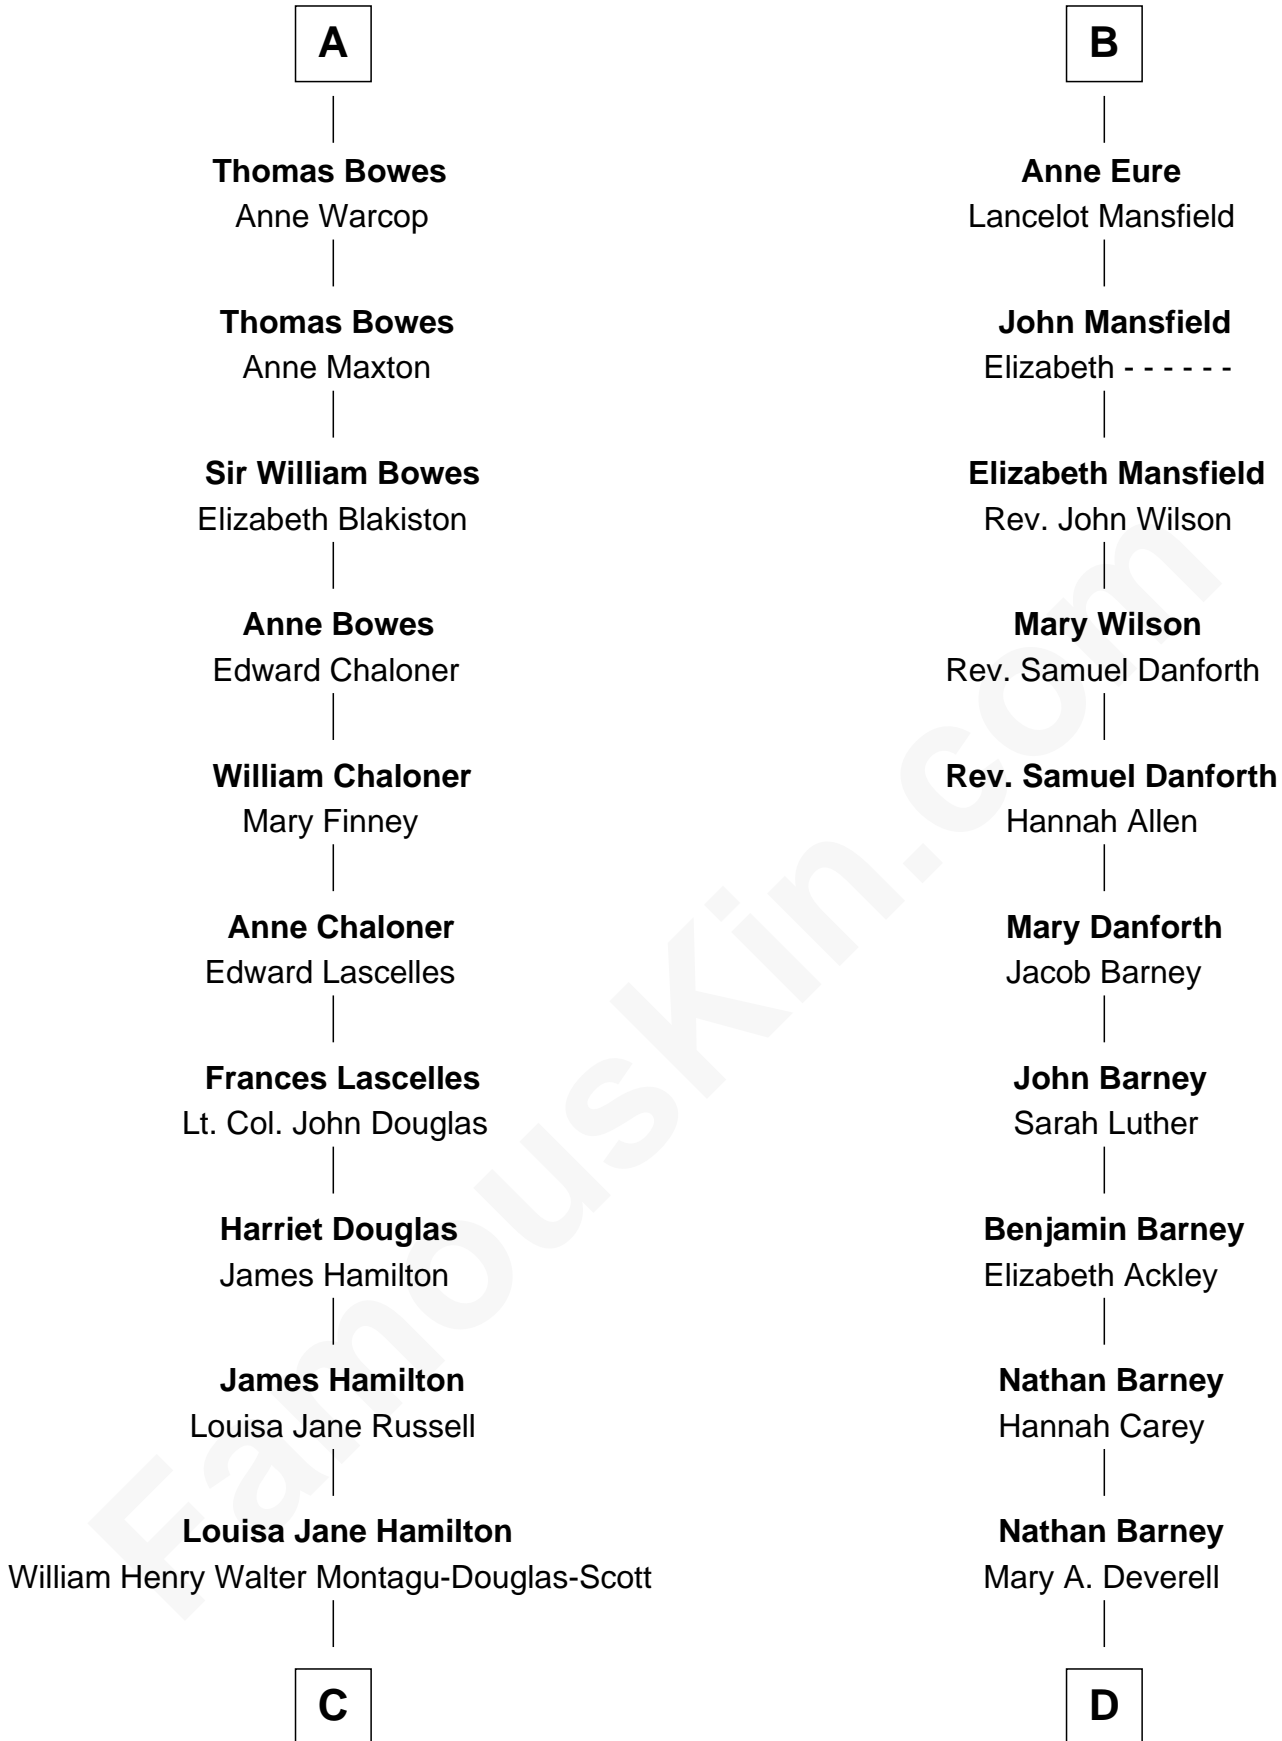 A
Thomas Bowes
Anne Warcop
Thomas Bowes
Anne Maxton
Sir William Bowes
Elizabeth Blakiston
Anne Bowes
Edward Chaloner
William Chaloner
Mary Finney
Anne Chaloner
Edward Lascelles
Frances Lascelles
Lt. Col. John Douglas
Harriet Douglas
James Hamilton
James Hamilton
Louisa Jane Russell
Louisa Jane Hamilton
William Henry Walter Montagu-Douglas-Scott
C
B
Anne Eure
Lancelot Mansfield
John Mansfield
Elizabeth - - - - - -
Elizabeth Mansfield
Rev. John Wilson
Mary Wilson
Rev. Samuel Danforth
Rev. Samuel Danforth
Hannah Allen
Mary Danforth
Jacob Barney
John Barney
Sarah Luther
Benjamin Barney
Elizabeth Ackley
Nathan Barney
Hannah Carey
Nathan Barney
Mary A. Deverell
D
FamousKin.com